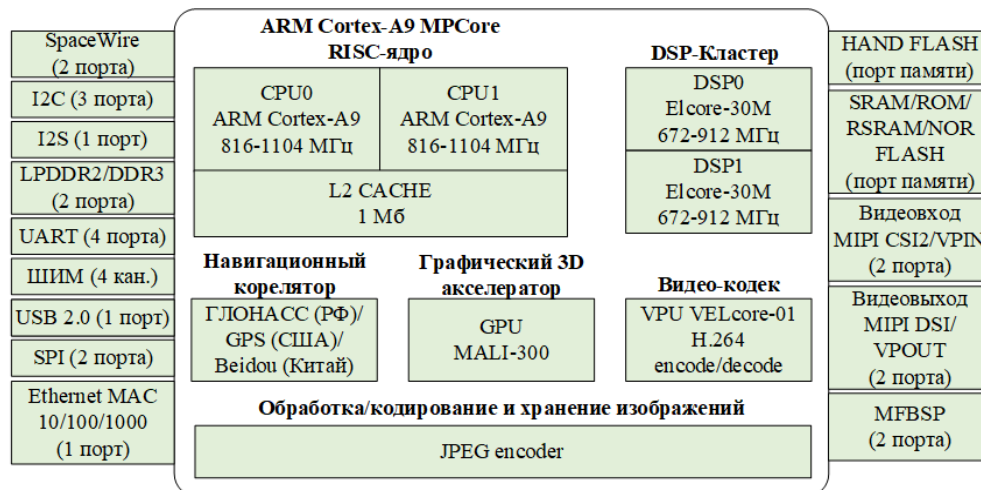 SpaceWire
(2 порта)
I2C (3 порта)
I2S (1 порт)
LPDDR2/DDR3
(2 порта)
UART (4 порта)
ШИМ (4 кан.)
USB 2.0 (1 порт)
SPI (2 порта)
Ethernet MAC
10/100/1000
(1 порт)
ARM Cortex-A9 MPCore
RISC-ядро
CPU0
ARM Cortex-A9
816-1104 МГц
CPU1
ARM Cortex-A9
816-1104 МГц
L2 CACHE
1 Мб
DSP-Кластер
DSP0
Elcore-30M
672-912 МГц
DSP1
Elcore-30M
672-912 МГц
Навигационный
корелятор
ГЛОНАСС (РФ)/
GPS (США)/
Beidou (Китай)
Графический 3D
акселератор
GPU
MALI-300
Видео-кодек
VPU VELcore-01
H.264
encode/decode
Обработка/кодирование и хранение изображений
JPEG encoder
HAND FLASH
(порт памяти)
SRAM/ROM/
RSRAM/NOR
FLASH
(порт памяти)
Видеовход
MIPI CSI2/VPIN
(2 порта)
Видеовыход
MIPI DSI/
VPOUT
(2 порта)
MFBSP
(2 порта)